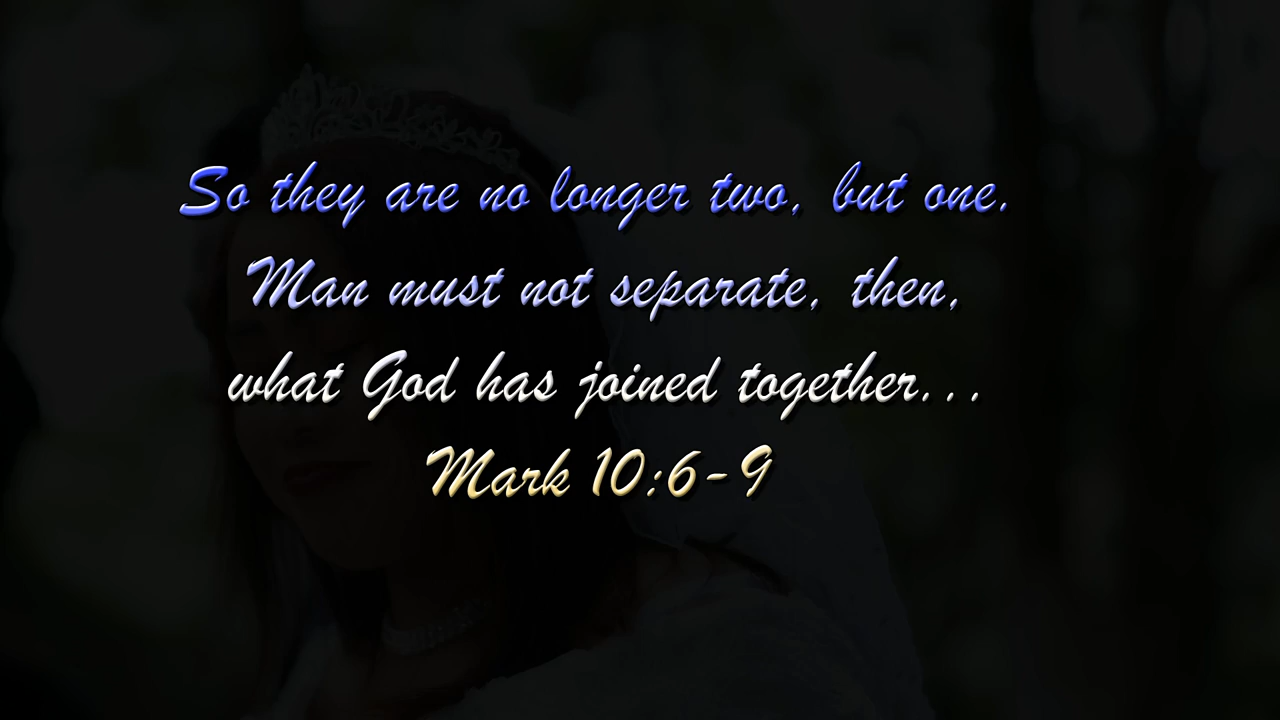 So they are no longer two, but one.
Man must not separate, then,
what God has joined together...
Mark 10:6-9